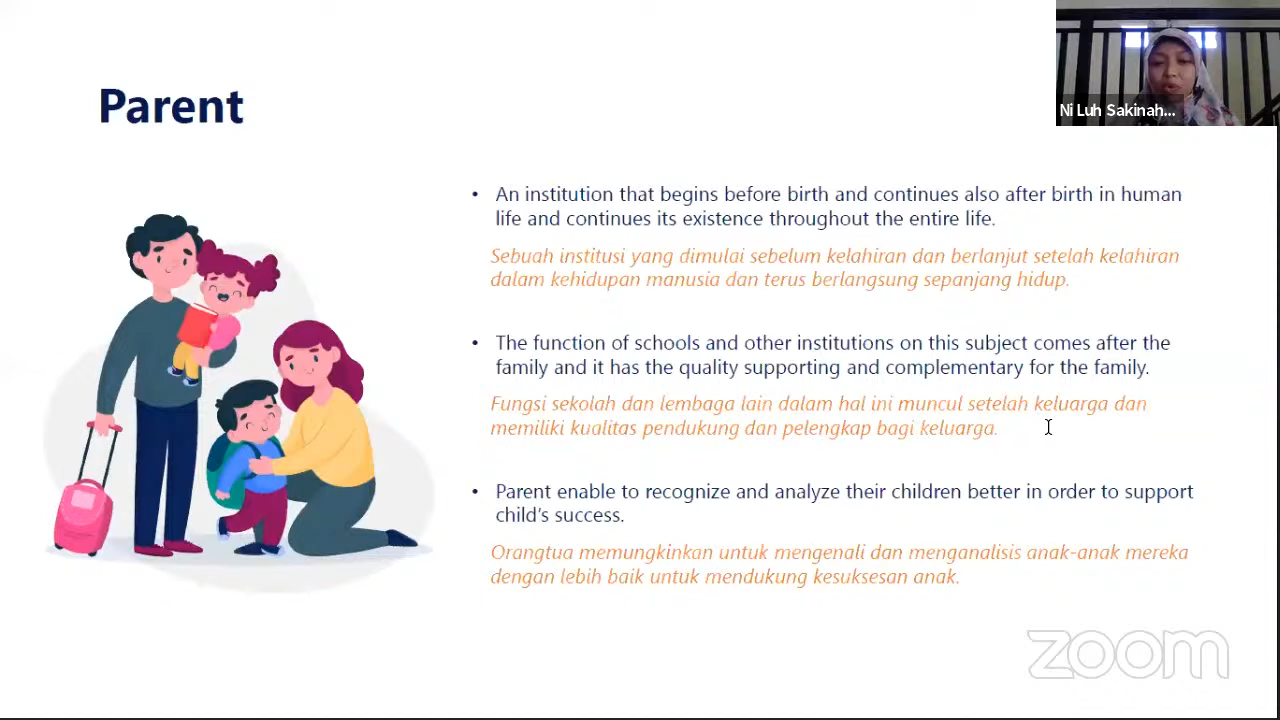 Parent
Ni Luh Sakinah...
• An institution that begins before birth and continues also after birth in human
life and continues its existence throughout the entire life.
Sebuah institusi yang dimulai sebelum kelahiran dan berlanjut setelah kelahiran
dalam kehidupan manusia dan terus berlangsung sepanjang hidup.
• The function of schools and other institutions on this subject comes after the
family and it has the quality supporting and complementary for the family.
Fungsi sekolah dan lembaga lain dalam hal ini muncul setelah keluarga dan
memiliki kualitas pendukung dan pelengkap bagi keluarga.
• Parent enable to recognize and analyze their children better in order to support
child's success.
Orangtua memungkinkan untuk mengenali dan menganalisis anak-anak mereka
dengan lebih baik untuk mendukung kesuksesan anak.
zoom